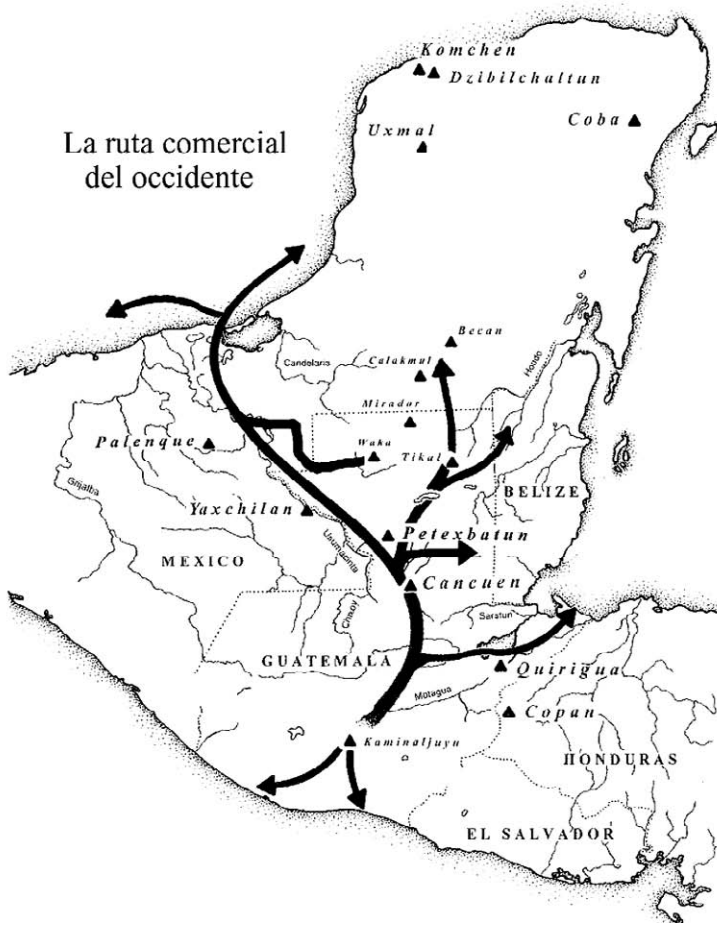 Komchen
Dzibilchaltun
Coba
Uxmal
La ruta comercial
del occidente
Becan
Candelaria
Calakmul
Hondo
Mirador
Palenque
Waka
Tikal
Grijalba
BELIZE
Yaxchilan
Petexbatun
Usumacinta
MEXICO
Cancuen
Chixoy
Sarstun
GUATEMALA
Quirigua
Motagua
Copan
Kaminaljuyu
HONDURAS
EL SALVADOR